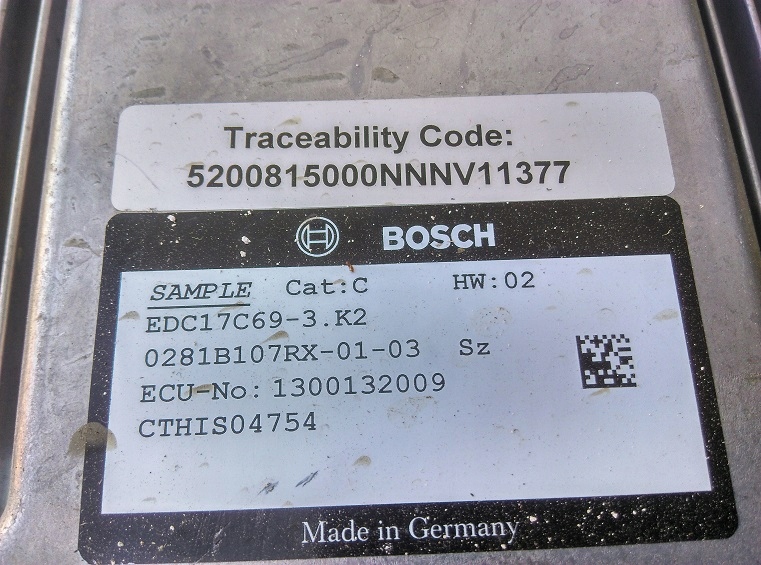 Traceability Code:
5200815000NNNV11377
BOSCH
SAMPLE Cat:C HW:02
EDC17C69-3.K2
0281B107RX-01-03 Sz
ECU-No: 1300132009
CTHIS04754
Made in Germany